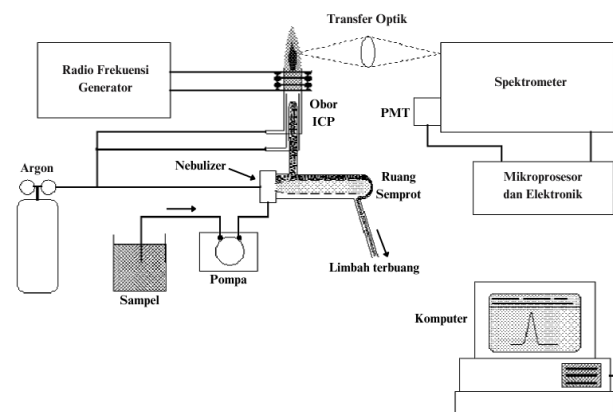 Transfer Optik
Radio Frekuensi
Generator
Spektrometer
Obor
ICP
PMT
Nebulizer
Argon
Ruang
Semprot
Mikroprosesor
dan Elektronik
Limbah terbuang
Pompa
Sampel
Komputer